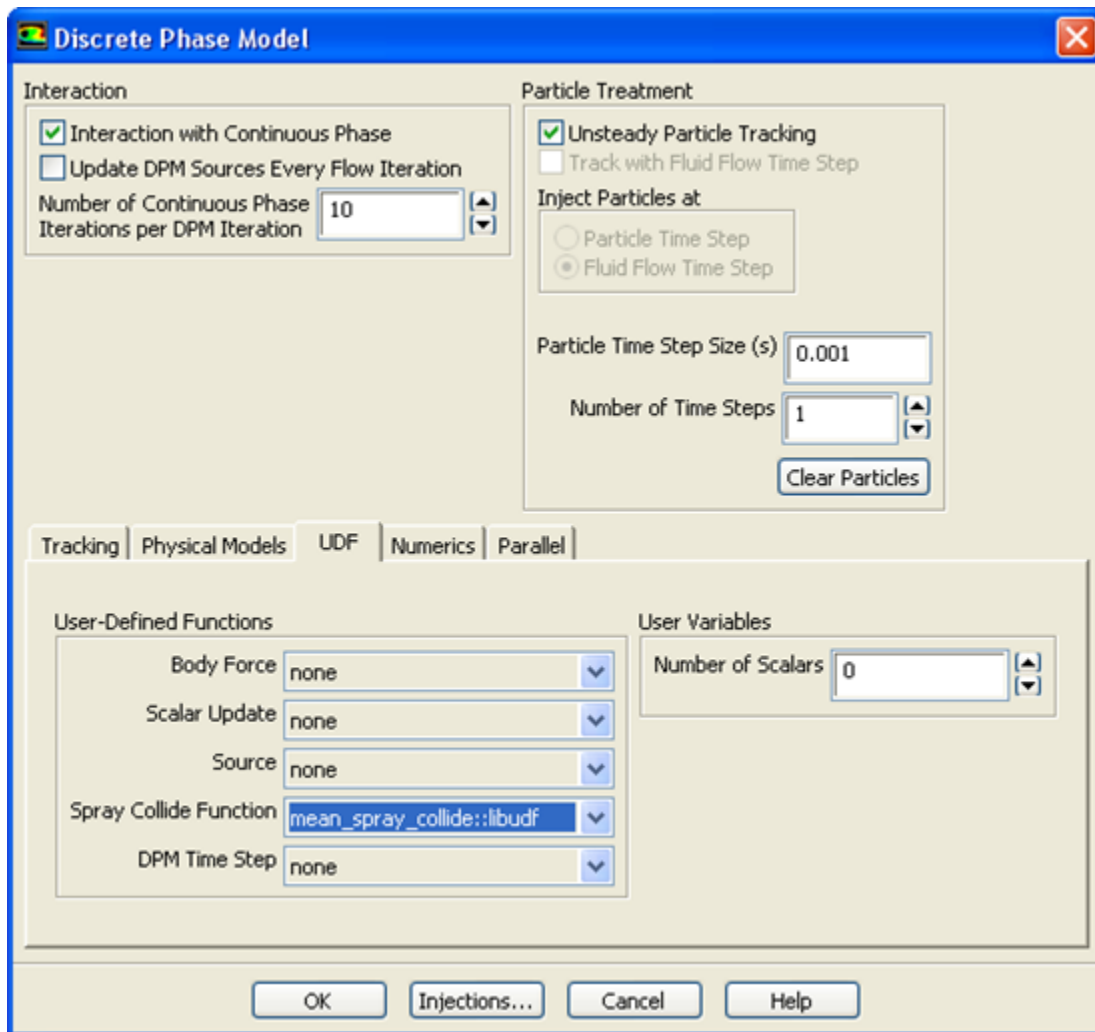 Discrete Phase Model
Interaction
Interaction with Continuous Phase
Update DPM Sources Every Flow Iteration
Number of Continuous Phase
Iterations per DPM Iteration
10
Particle Treatment
Unsteady Particle Tracking
Track with Fluid Flow Time Step
Inject Particles at
Particle Time Step
Fluid Flow Time Step
Particle Time Step Size (s) 0.001
Number of Time Steps 1
Clear Particles
Tracking Physical Models UDF Numerics Parallel
User-Defined Functions
Body Force none
Scalar Update none
Source none
Spray Collide Function mean_spray_collide::libudf
DPM Time Step none
User Variables
Number of Scalars 0
OK Injections... Cancel Help